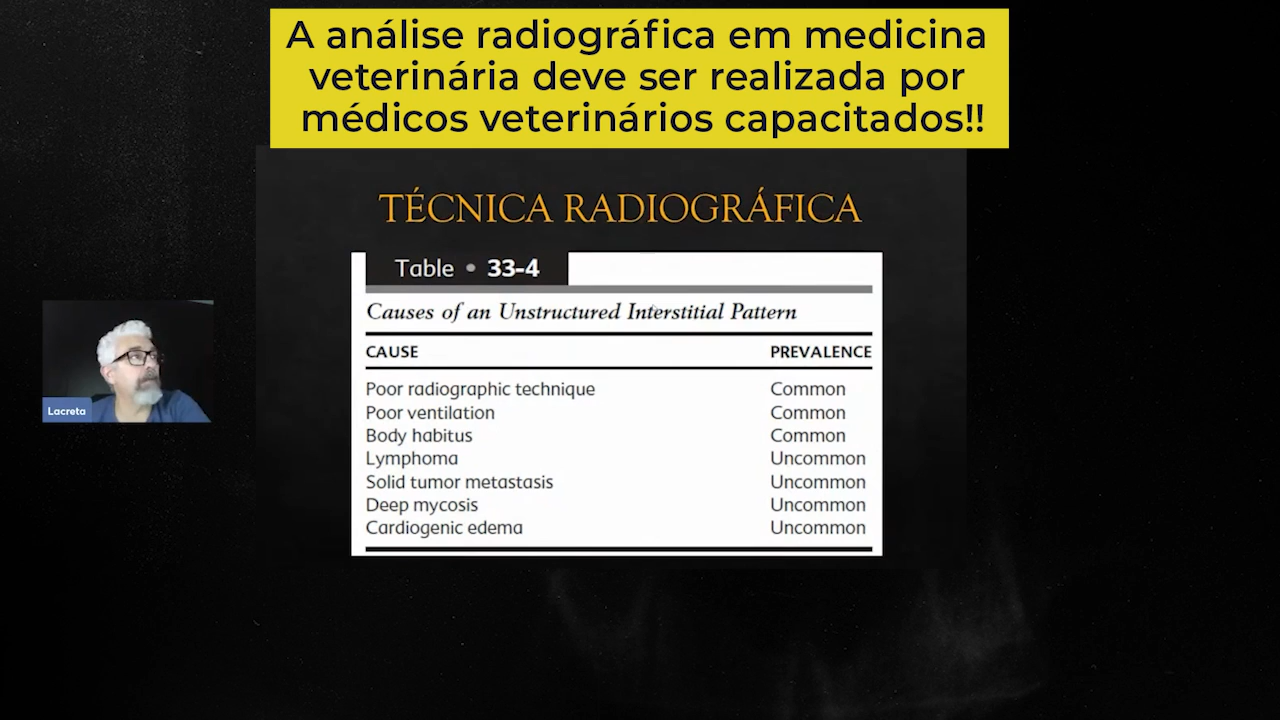 A análise radiográfica em medicina
veterinária deve ser realizada por
médicos veterinários capacitados!!
TÉCNICA RADIOGRÁFICA
Table • 33-4
Causes of an Unstructured Interstitial Pattern
CAUSE PREVALENCE
Poor radiographic technique Common
Poor ventilation Common
Body habitus Common
Lymphoma Uncommon
Solid tumor metastasis Uncommon
Deep mycosis Uncommon
Cardiogenic edema Uncommon
Lacreta